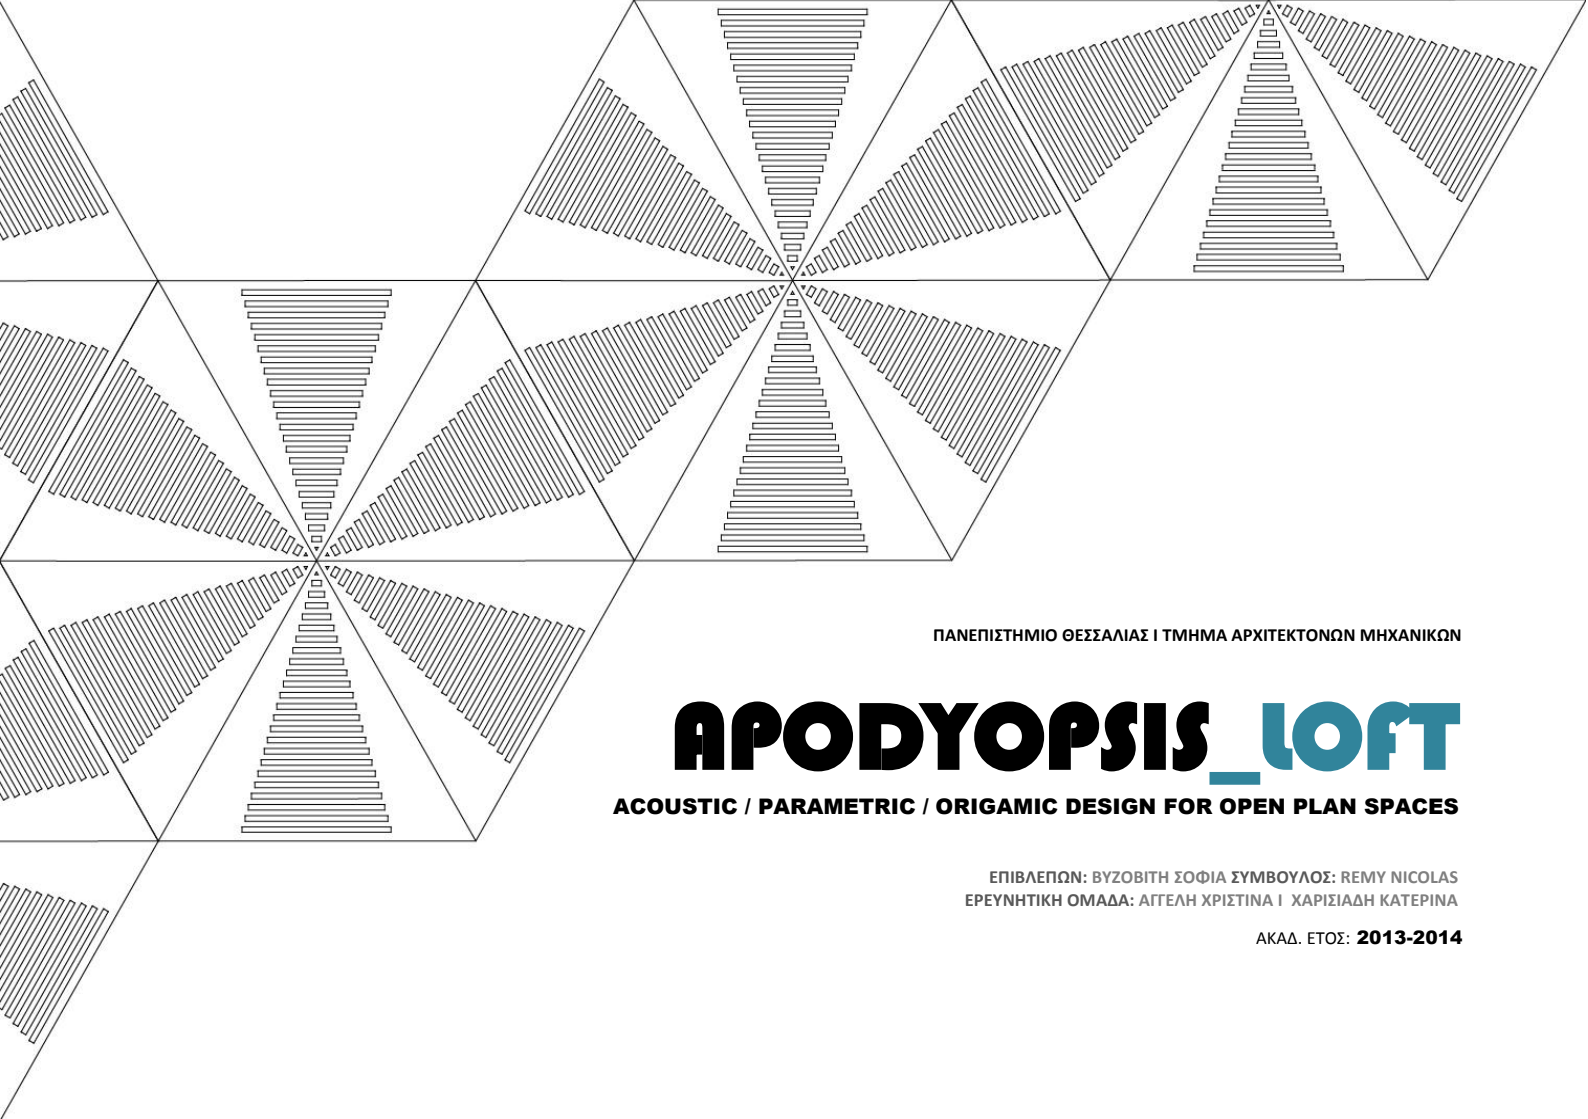 ΠΑΝΕΠΙΣΤΗΜΙΟ ΘΕΣΣΑΛΙΑΣ Ι ΤΜΗΜΑ ΑΡΧΙΤΕΚΤΟΝΩΝ ΜΗΧΑΝΙΚΩΝ
APODYOPSIS_LOFT
ACOUSTIC / PARAMETRIC / ORIGAMIC DESIGN FOR OPEN PLAN SPACES
ΕΠΙΒΛΕΠΩΝ: ΒΥΖΟΒΙΤΗ ΣΟΦΙΑ ΣΥΜΒΟΥΛΟΣ: REMY NICOLAS
ΕΡΕΥΝΗΤΙΚΗ ΟΜΑΔΑ: ΑΓΓΕΛΗ ΧΡΙΣΤΙΝΑ Ι ΧΑΡΙΣΙΑΔΗ ΚΑΤΕΡΙΝΑ
ΑΚΑΔ. ΕΤΟΣ: 2013-2014